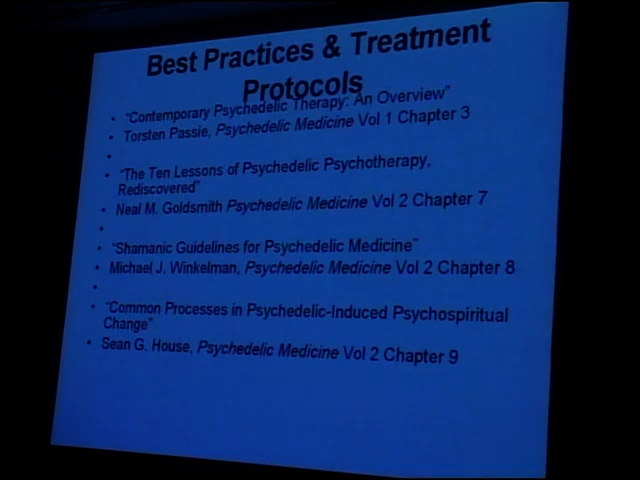 Best Practices & Treatment
Protocols
• "Contemporary Psychedelic Therapy: An Overview"
• Torsten Passie, Psychedelic Medicine Vol 1 Chapter 3
•
• "The Ten Lessons of Psychedelic Psychotherapy,
Rediscovered"
• Neal M. Goldsmith Psychedelic Medicine Vol 2 Chapter 7
•
• "Shamanic Guidelines for Psychedelic Medicine"
• Michael J. Winkelman, Psychedelic Medicine Vol 2 Chapter 8
•
• "Common Processes in Psychedelic-Induced Psychospiritual
Change"
• Sean G. House, Psychedelic Medicine Vol 2 Chapter 9